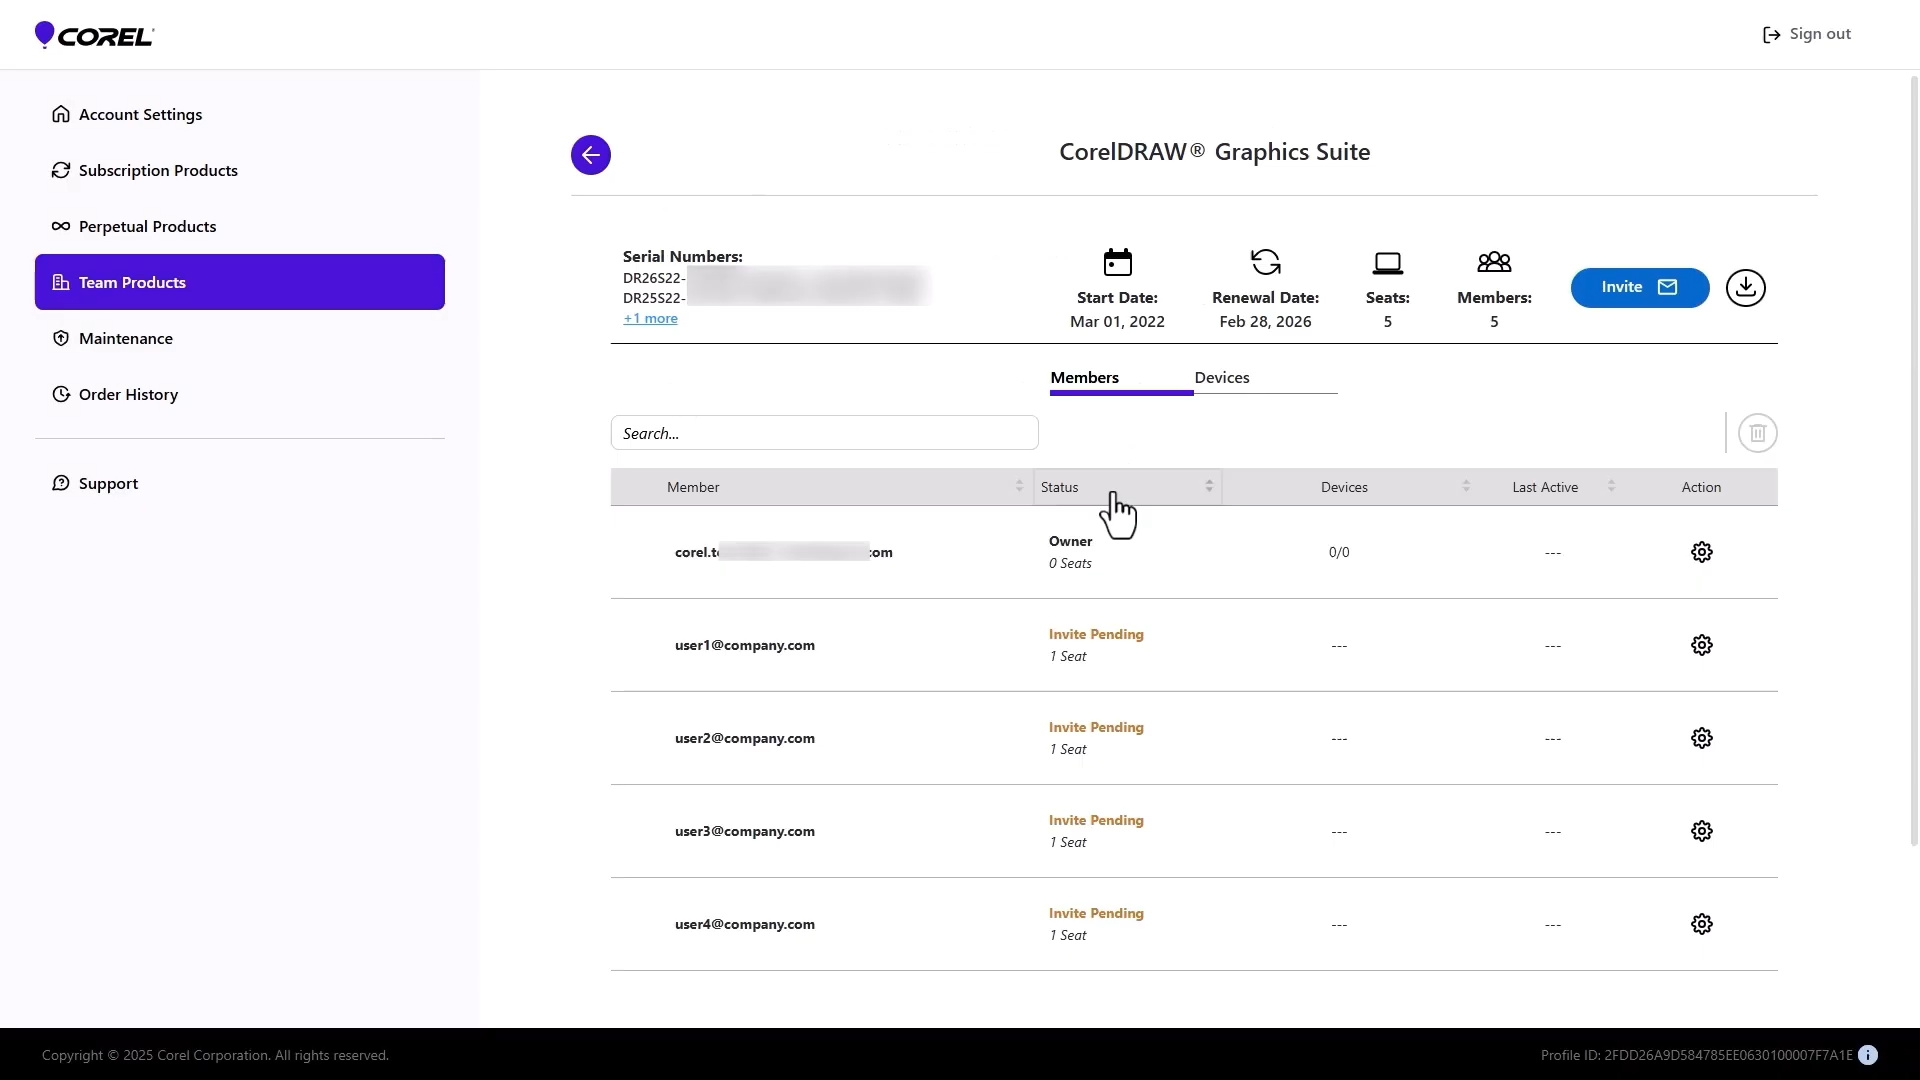 COREL
Sign out
Account Settings
Subscription Products
Perpetual Products
Team Products
Maintenance
Order History
Support
CorelDRAW® Graphics Suite
Serial Numbers:
DR26S22-
DR25S22-
+1 more
Start Date:
Mar 01, 2022
Renewal Date:
Feb 28, 2026
Seats:
5
Members:
5
Invite
Members
Devices
Search...
Member
Status
Devices
Last Active
Action
corel.t
com
Owner
0 Seats
0/0
---
user1@company.com
Invite Pending
1 Seat
---
---
user2@company.com
Invite Pending
1 Seat
---
---
user3@company.com
Invite Pending
1 Seat
---
---
user4@company.com
Invite Pending
1 Seat
---
---
Copyright © 2025 Corel Corporation. All rights reserved.
Profile ID: 2FDD26A9D584785EE0630100007F7A1E